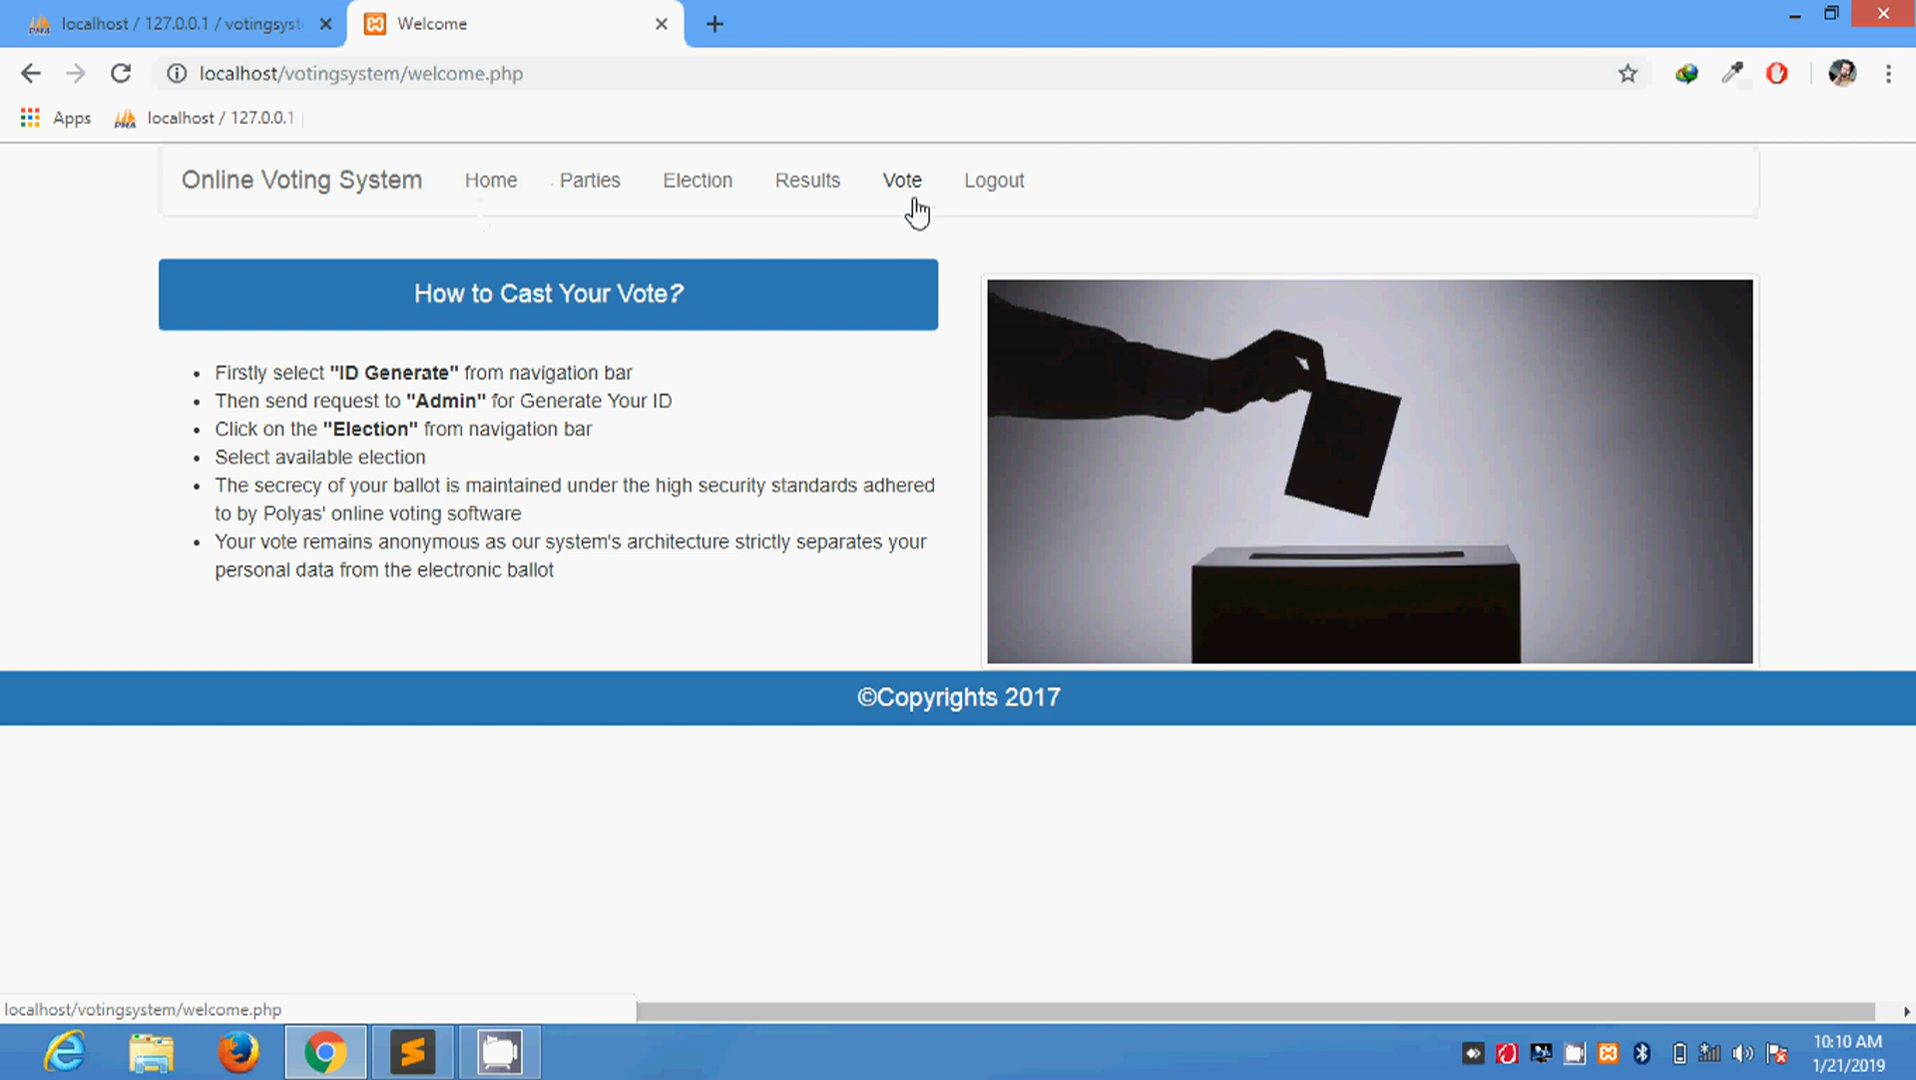 localhost / 127.0.0.1 / votingsyst
Welcome
localhost/votingsystem/welcome.php
Apps
localhost / 127.0.0.1
Online Voting System Home Parties Election Results Vote Logout
How to Cast Your Vote?
Firstly select "ID Generate" from navigation bar
Then send request to "Admin" for Generate Your ID
Click on the "Election" from navigation bar
Select available election
The secrecy of your ballot is maintained under the high security standards adhered
to by Polyas' online voting software
Your vote remains anonymous as our system's architecture strictly separates your
personal data from the electronic ballot
©Copyrights 2017
localhost/votingsystem/welcome.php
10:10 AM
1/21/2019